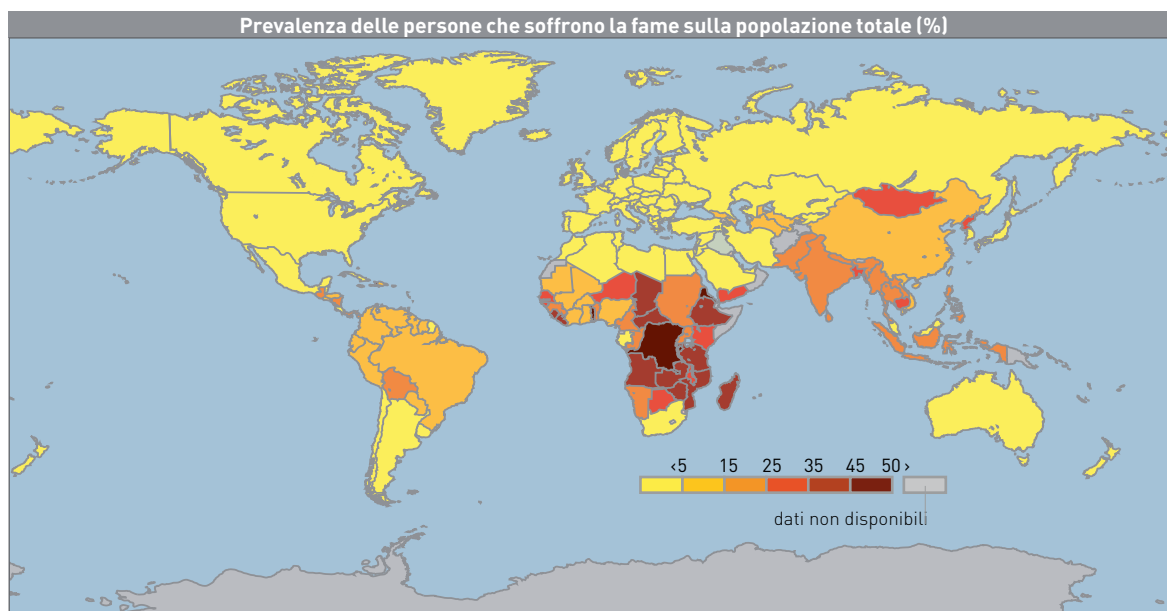 Prevalenza delle persone che soffrono la fame sulla popolazione totale (%)
‹5 15 25 35 45 50 ›
dati non disponibili